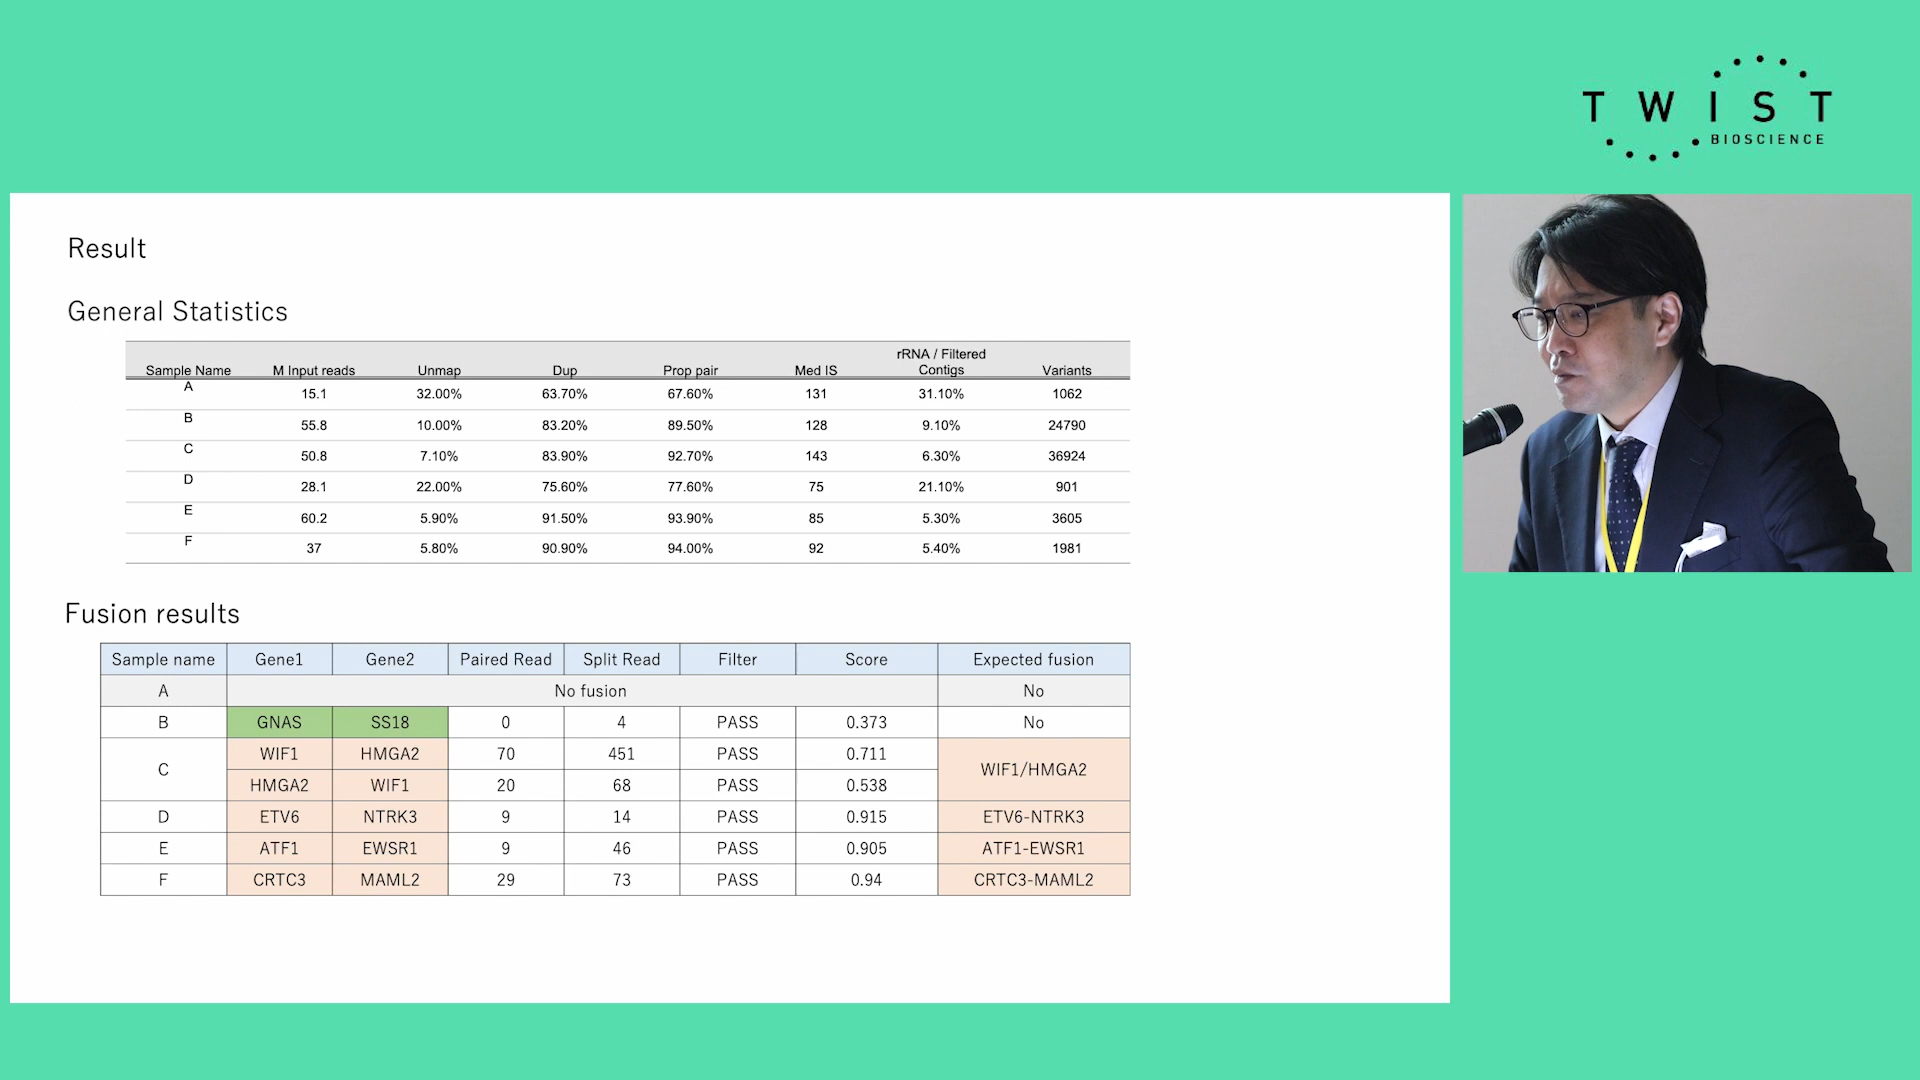 TWIST
BIOSCIENCE
Result
General Statistics
Sample Name M Input reads Unmap Dup Prop pair Med IS rRNA / Filtered Contigs Variants
A 15.1 32.00% 63.70% 67.60% 131 31.10% 1062
B 55.8 10.00% 83.20% 89.50% 128 9.10% 24790
C 50.8 7.10% 83.90% 92.70% 143 6.30% 36924
D 28.1 22.00% 75.60% 77.60% 75 21.10% 901
E 60.2 5.90% 91.50% 93.90% 85 5.30% 3605
F 37 5.80% 90.90% 94.00% 92 5.40% 1981
Fusion results
Sample name Gene1 Gene2 Paired Read Split Read Filter Score Expected fusion
A No fusion No
B GNAS SS18 0 4 PASS 0.373 No
C WIF1 HMGA2 70 451 PASS 0.711 WIF1/HMGA2
HMGA2 WIF1 20 68 PASS 0.538
D ETV6 NTRK3 9 14 PASS 0.915 ETV6-NTRK3
E ATF1 EWSR1 9 46 PASS 0.905 ATF1-EWSR1
F CRTC3 MAML2 29 73 PASS 0.94 CRTC3-MAML2